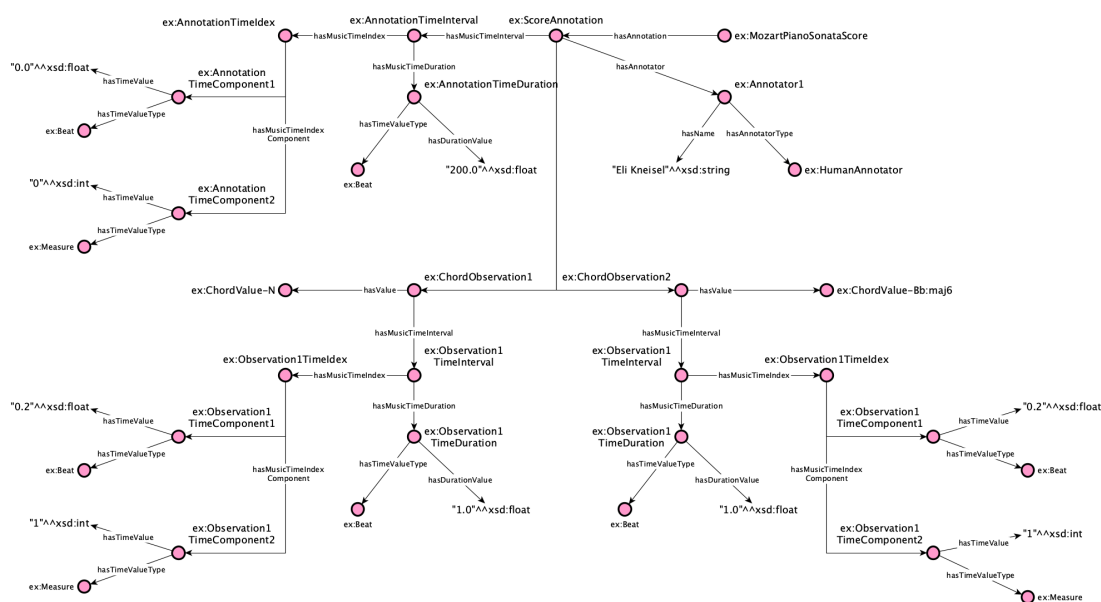 ex:AnnotationTimeIdex
ex:AnnotationTimeInterval
ex:ScoreAnnotation
hasMusicTimeIndex
hasMusicTimeInterval
hasAnnotation
ex:MozartPianoSonataScore
"0.0"^^xsd:float
hasTimeValue
ex:Annotation
TimeComponent1
hasTimeValueType
ex:Beat
hasMusicTimeDuration
ex:AnnotationTimeDuration
hasTimeValueType
hasDurationValue
ex:Beat
"200.0"^^xsd:float
hasAnnotator
ex:Annotator1
hasName
hasAnnotatorType
"Eli Kneisel"^^xsd:string
ex:HumanAnnotator
hasMusicTimeIndex
Component
"0"^^xsd:int
hasTimeValue
ex:Annotation
TimeComponent2
hasTimeValueType
ex:Measure
ex:ChordValue-N
hasValue
ex:ChordObservation1
ex:ChordObservation2
hasValue
ex:ChordValue-Bb:maj6
hasMusicTimeInterval
hasMusicTimeInterval
ex:Observation1TimeIdex
hasMusicTimeIndex
ex:Observation1
TimeInterval
ex:Observation1
TimeInterval
hasMusicTimeIndex
ex:Observation1TimeIdex
"0.2"^^xsd:float
hasTimeValue
ex:Observation1
TimeComponent1
hasTimeValueType
ex:Beat
hasMusicTimeDuration
ex:Observation1
TimeDuration
hasTimeValueType
hasDurationValue
ex:Beat
"1.0"^^xsd:float
hasMusicTimeDuration
ex:Observation1
TimeDuration
hasTimeValueType
hasDurationValue
ex:Beat
"1.0"^^xsd:float
ex:Observation1
TimeComponent1
hasTimeValue
"0.2"^^xsd:float
hasTimeValueType
ex:Beat
hasMusicTimeIndex
Component
hasMusicTimeIndex
Component
"1"^^xsd:int
hasTimeValue
ex:Observation1
TimeComponent2
hasTimeValueType
ex:Measure
ex:Observation1
TimeComponent2
hasTimeValue
"1"^^xsd:int
hasTimeValueType
ex:Measure